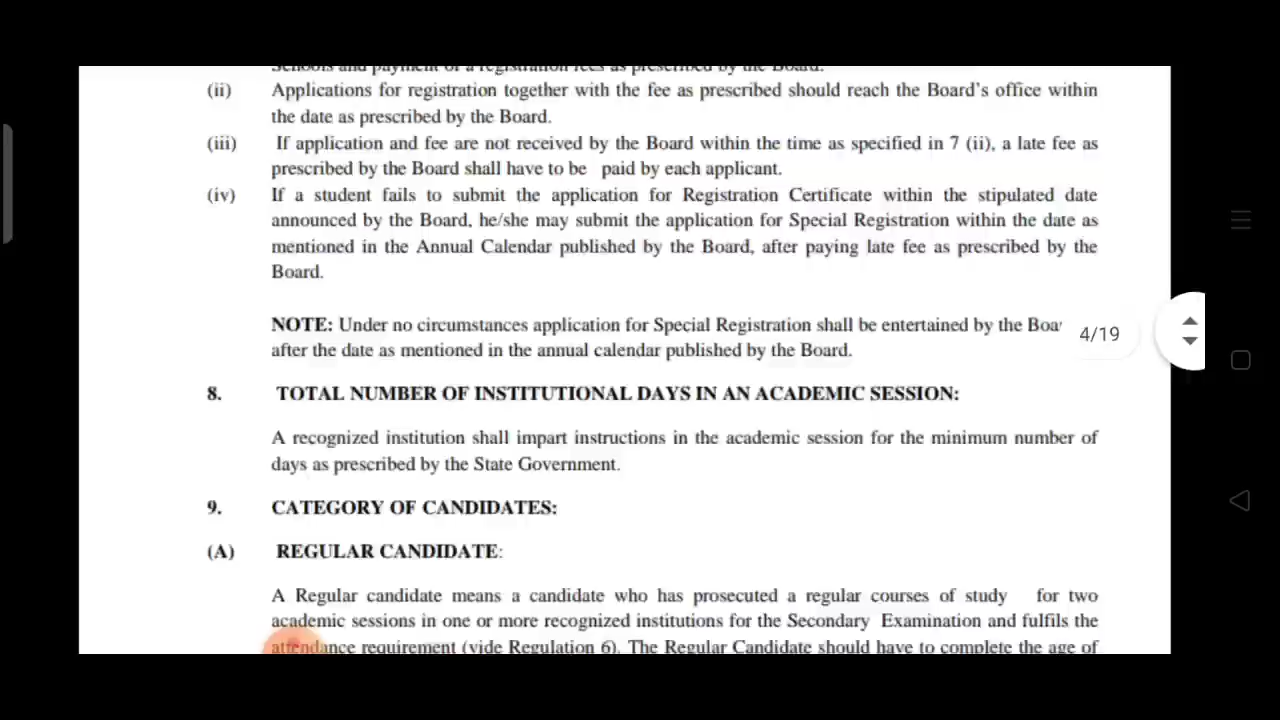 Schools and payment of a registration fees as prescribed by the Board.
(ii) Applications for registration together with the fee as prescribed should reach the Board's office within
the date as prescribed by the Board.
(iii) If application and fee are not received by the Board within the time as specified in 7 (ii), a late fee as
prescribed by the Board shall have to be paid by each applicant.
(iv) If a student fails to submit the application for Registration Certificate within the stipulated date
announced by the Board, he/she may submit the application for Special Registration within the date as
mentioned in the Annual Calendar published by the Board, after paying late fee as prescribed by the
Board.
NOTE: Under no circumstances application for Special Registration shall be entertained by the Boa
4/19
after the date as mentioned in the annual calendar published by the Board.
8. TOTAL NUMBER OF INSTITUTIONAL DAYS IN AN ACADEMIC SESSION:
A recognized institution shall impart instructions in the academic session for the minimum number of
days as prescribed by the State Government.
9. CATEGORY OF CANDIDATES:
(A) REGULAR CANDIDATE:
A Regular candidate means a candidate who has prosecuted a regular courses of study for two
academic sessions in one or more recognized institutions for the Secondary Examination and fulfils the
attendance requirement (vide Regulation 6). The Regular Candidate should have to complete the age of